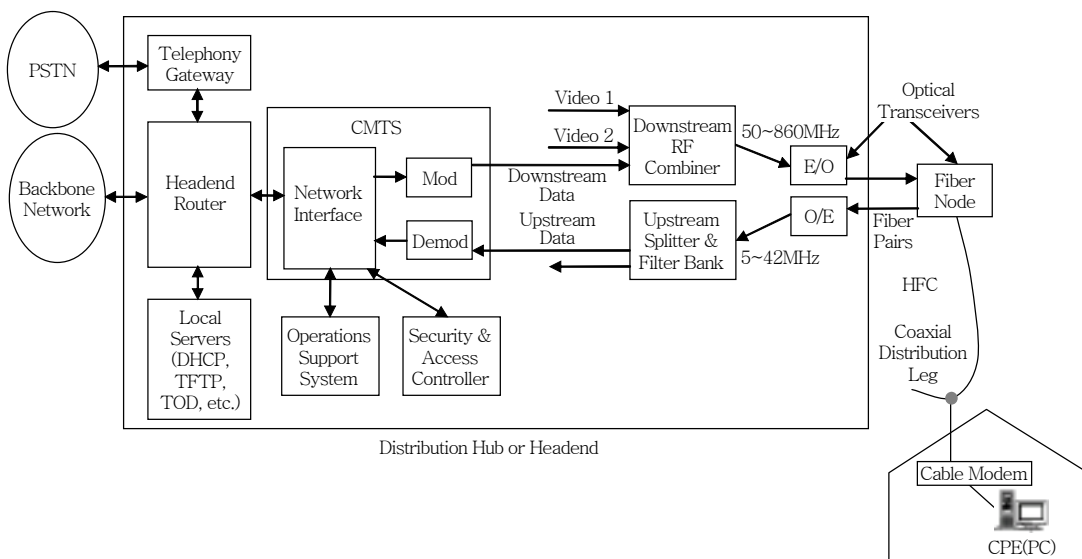 PSTN
Telephony
Gateway
Backbone
Network
Headend
Router
Local
Servers
(DHCP,
TFTP,
TOD, etc.)
CMTS
Network
Interface
Mod
Demod
Operations
Support
System
Security &
Access
Controller
Video 1
Video 2
Downstream
Data
Upstream
Data
Downstream
RF
Combiner
Upstream
Splitter &
Filter Bank
50~860MHz
5~42MHz
E/O
O/E
Optical
Transceivers
Fiber
Node
Fiber
Pairs
HFC
Coaxial
Distribution
Leg
Distribution Hub or Headend
Cable Modem
CPE(PC)